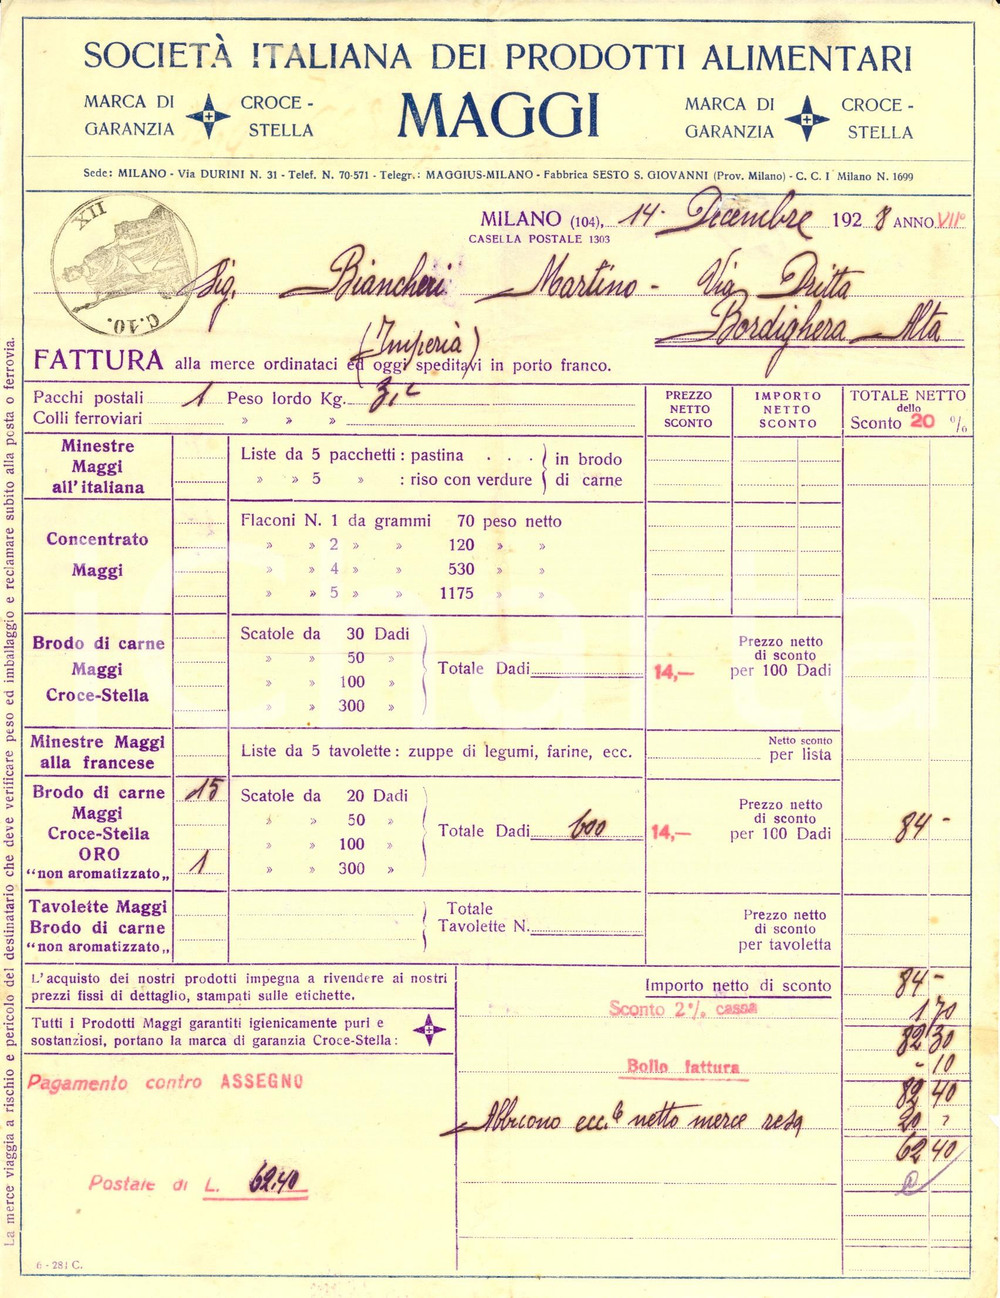 SOCIETÀ ITALIANA DEI PRODOTTI ALIMENTARI
MARCA DI GARANZIA CROCE - STELLA
MAGGI
MARCA DI GARANZIA CROCE - STELLA
Sede: MILANO - Via DURINI N. 31 - Telef. N. 70-571 - Telegr.: MAGGIUS-MILANO - Fabbrica SESTO S. GIOVANNI (Prov. Milano) - C. C. I Milano N. 1699
XII
C. 10.
MILANO (104), 14 - Decembre 1928 ANNO VII°
CASELLA POSTALE 1303
Sig. Biancheri Martino - Via Dritta
Bordighera Alta
(Imperia)
FATTURA alla merce ordinataci ed oggi speditavi in porto franco.
Pacchi postali 1 Peso lordo Kg.
Colli ferroviari » » »
PREZZO NETTO SCONTO
IMPORTO NETTO SCONTO
TOTALE NETTO dello Sconto 20 %
Minestre Maggi all'italiana
Liste da 5 pacchetti : pastina . . . in brodo
» » 5 » : riso con verdure di carne
Concentrato Maggi
Flaconi N. 1 da grammi 70 peso netto
» » 2 » » 120 » »
» » 4 » » 530 » »
» » 5 » » 1175 » »
Brodo di carne Maggi Croce-Stella
Scatole da 30 Dadi
» » 50 »
» » 100 »
» » 300 »
Totale Dadi
14,—
Prezzo netto di sconto per 100 Dadi
Minestre Maggi alla francese
Liste da 5 tavolette : zuppe di legumi, farine, ecc.
Netto sconto per lista
Brodo di carne Maggi Croce-Stella ORO "non aromatizzato„
15 Scatole da 20 Dadi
» » 50 »
» » 100 »
1 » » 300 »
Totale Dadi 600
14,—
Prezzo netto di sconto per 100 Dadi
84 -
Tavolette Maggi Brodo di carne "non aromatizzato„
Totale Tavolette N.
Prezzo netto di sconto per tavoletta
L'acquisto dei nostri prodotti impegna a rivendere ai nostri
prezzi fissi di dettaglio, stampati sulle etichette.
Tutti i Prodotti Maggi garantiti igienicamente puri e
sostanziosi, portano la marca di garanzia Croce-Stella :
Importo netto di sconto 84 -
Sconto 2% cassa 1 70
82 30
Bollo fattura - 10
82 40
netto merce resa 20 "
62 40
Pagamento contro ASSEGNO
Postale di L. 62.40
6 - 281 C.
La merce viaggia a rischio e pericolo del destinatario che deve verificare peso ed imballaggio e reclamare subito alla posta o ferrovia.